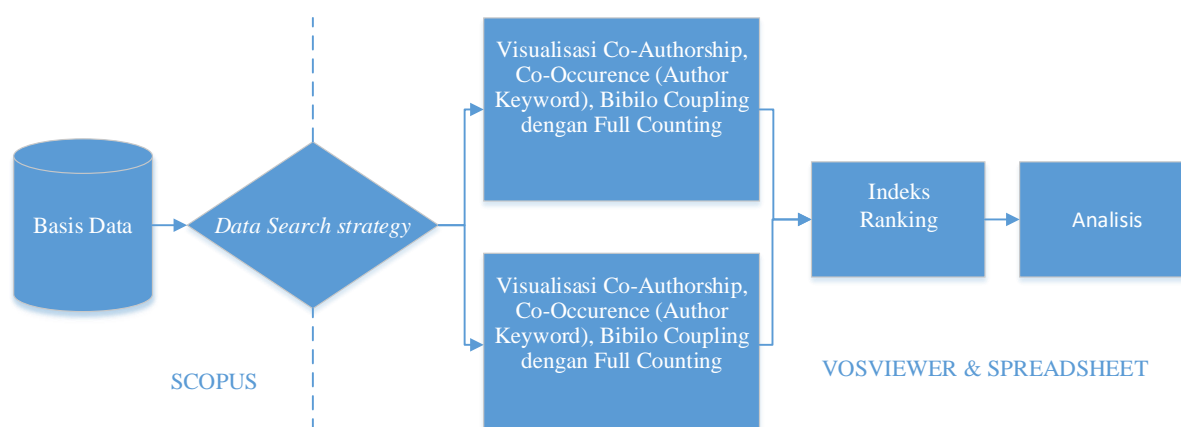 Basis Data
Data Search strategy
Visualisasi Co-Authorship,
Co-Occurence (Author
Keyword), Bibilo Coupling
dengan Full Counting
Visualisasi Co-Authorship,
Co-Occurence (Author
Keyword), Bibilo Coupling
dengan Full Counting
Indeks
Ranking
Analisis
SCOPUS
VOSVIEWER & SPREADSHEET